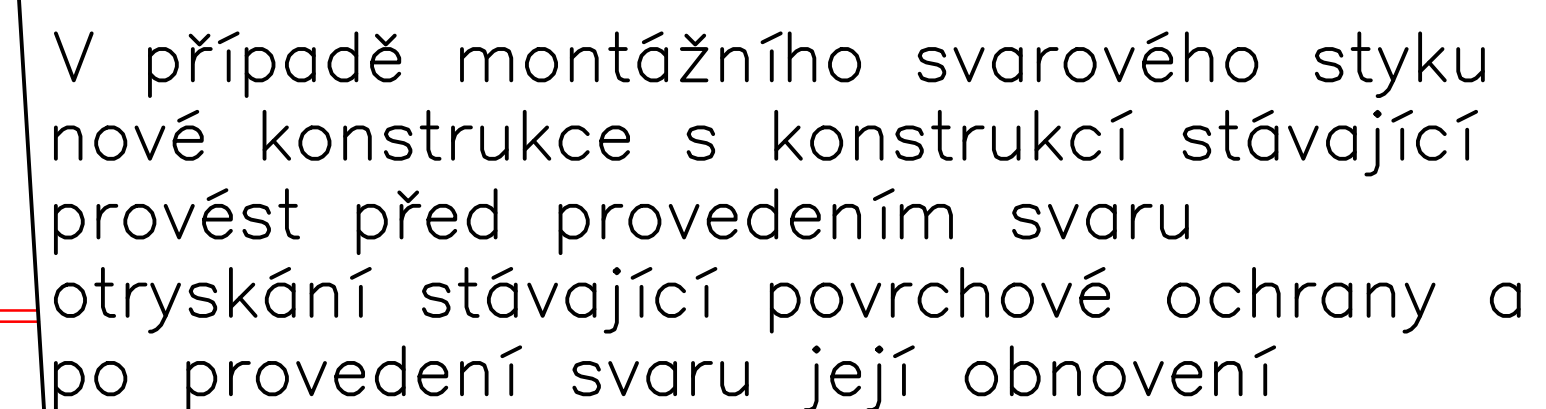 V případě montážního svarového styku
nové konstrukce s konstrukcí stávající
provést před provedením svaru
otryskání stávající povrchové ochrany a
po provedení svaru její obnovení